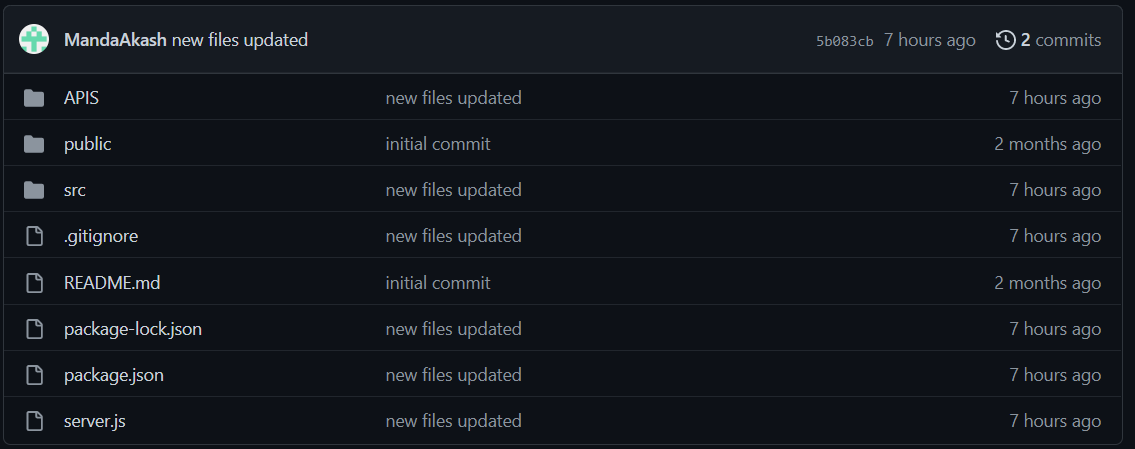 MandaAkash new files updated 5b083cb 7 hours ago 2 commits
APIS new files updated 7 hours ago
public initial commit 2 months ago
src new files updated 7 hours ago
.gitignore new files updated 7 hours ago
README.md initial commit 2 months ago
package-lock.json new files updated 7 hours ago
package.json new files updated 7 hours ago
server.js new files updated 7 hours ago